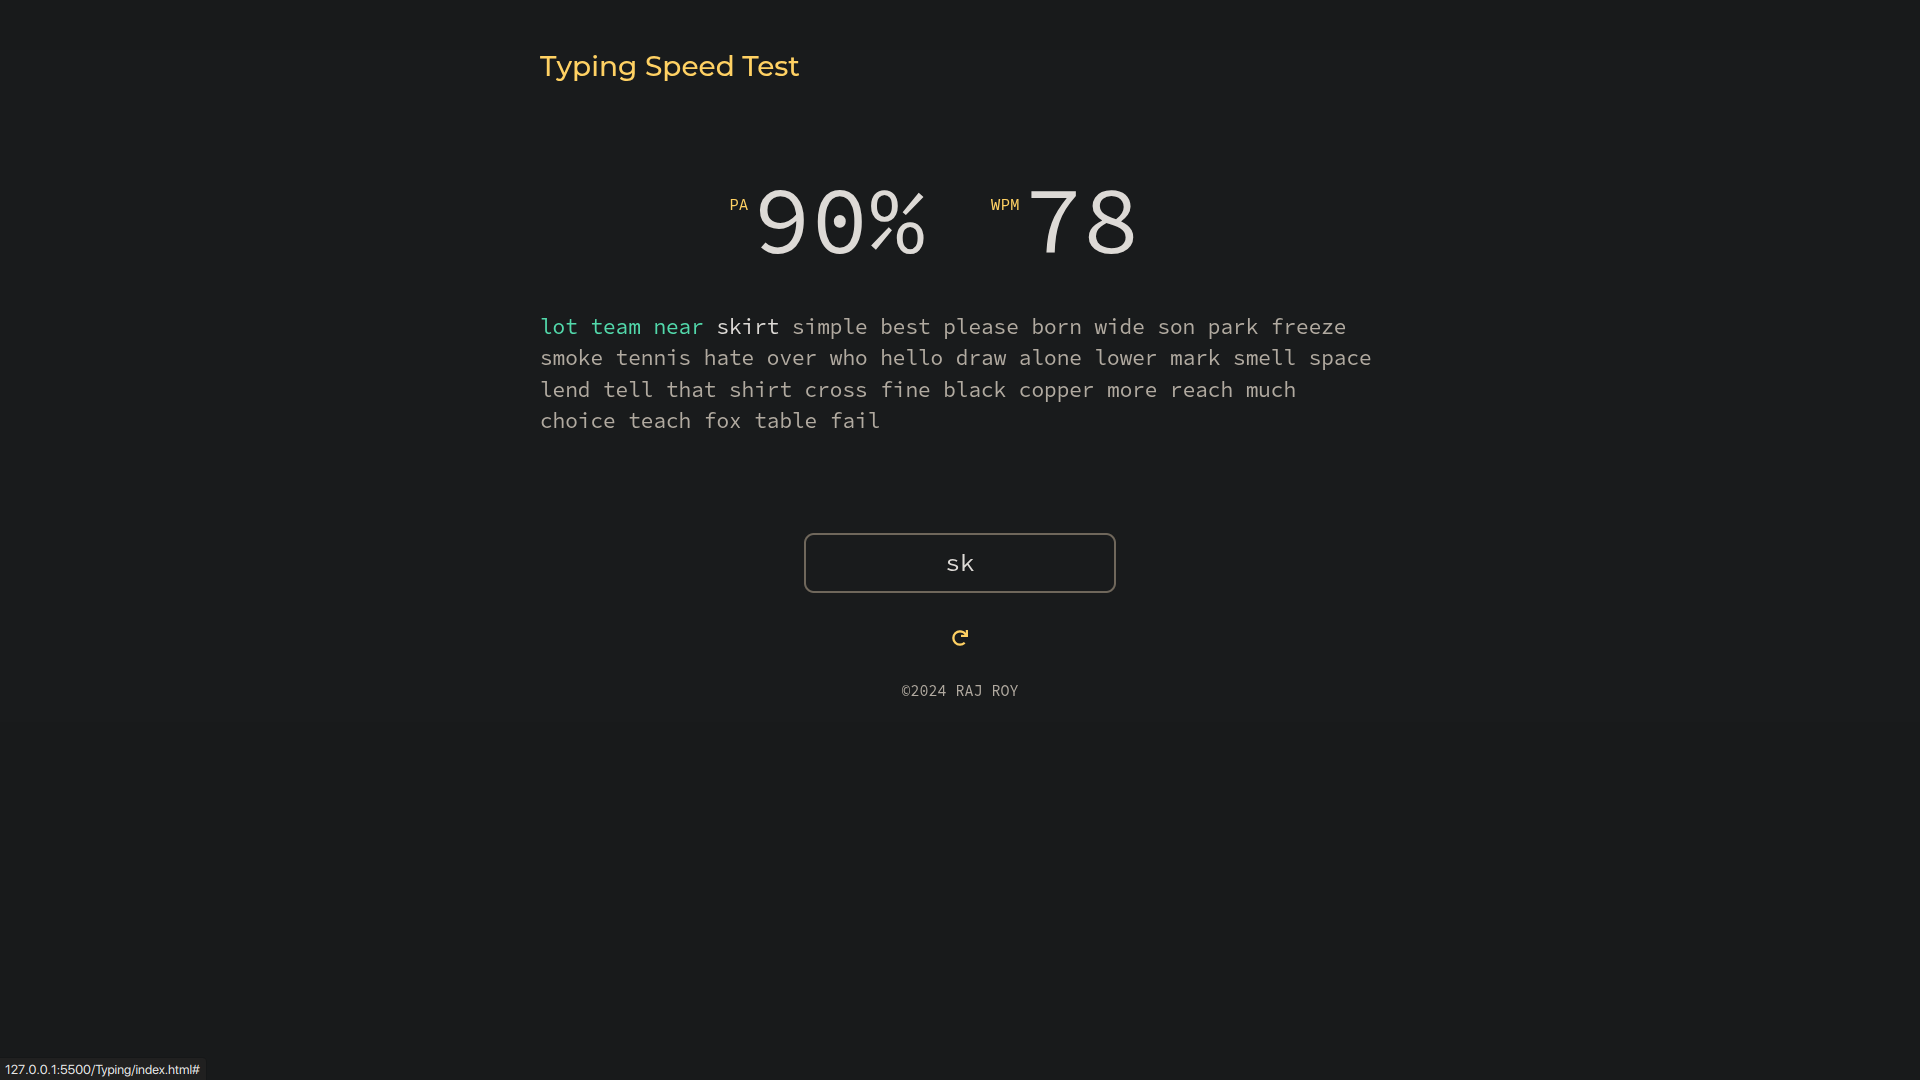 Typing Speed Test
PA 90% WPM 78
lot team near skirt simple best please born wide son park freeze
smoke tennis hate over who hello draw alone lower mark smell space
lend tell that shirt cross fine black copper more reach much
choice teach fox table fail
sk
©2024 RAJ ROY
127.0.0.1:5500/Typing/index.html#